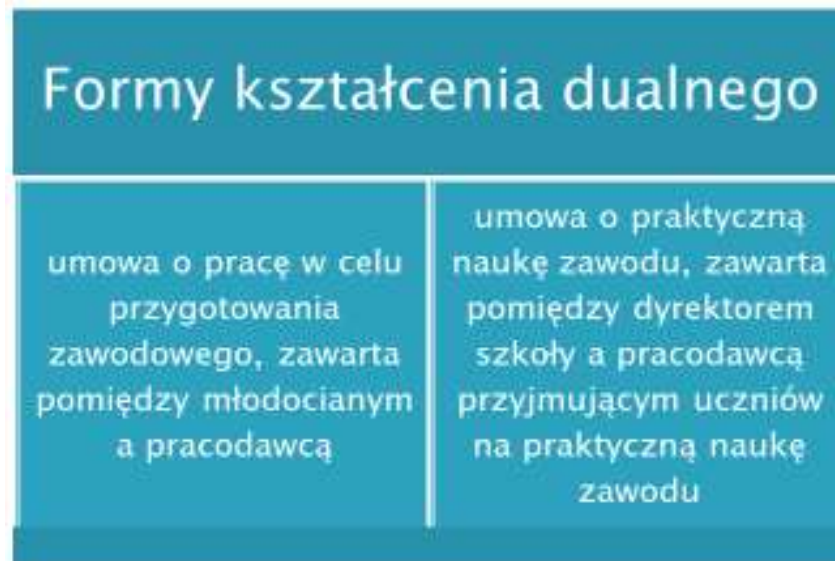 Formy kształcenia dualnego
umowa o pracę w celu
przygotowania
zawodowego, zawarta
pomiędzy młodocianym
a pracodawcą
umowa o praktyczną
naukę zawodu, zawarta
pomiędzy dyrektorem
szkoły a pracodawcą
przyjmującym uczniów
na praktyczną naukę
zawodu